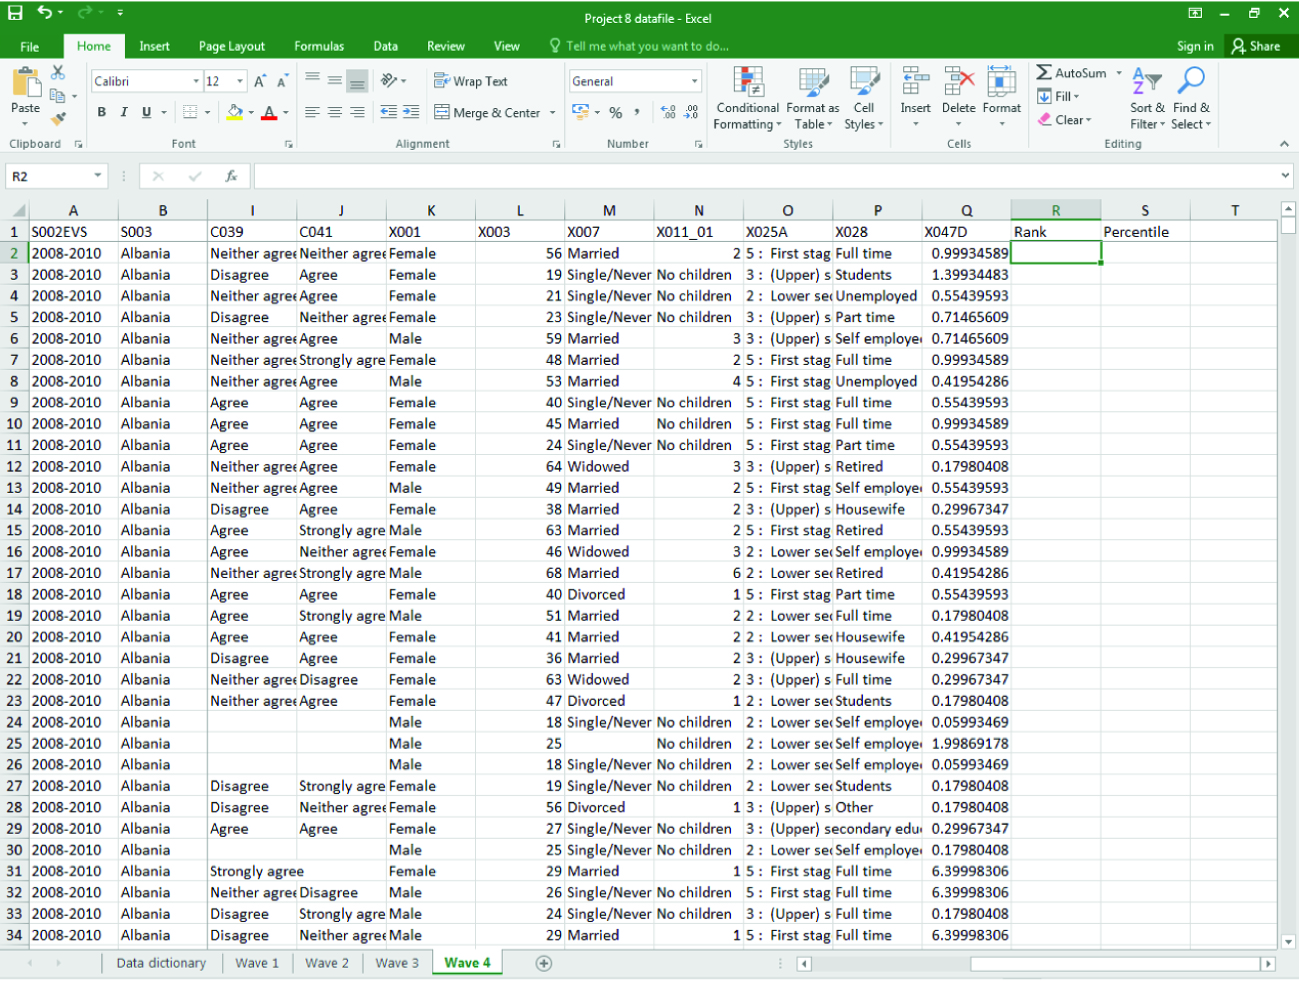 Project 8 datafile - Excel
File Home Insert Page Layout Formulas Data Review View Tell me what you want to do... Sign in Share
Calibri 12 Wrap Text General AutoSum
Paste B I U Merge & Center % Conditional Formatting Format as Table Cell Styles Insert Delete Format Fill Clear Sort & Filter Find & Select
Clipboard Font Alignment Number Styles Cells Editing
R2 fx
A B I J K L M N O P Q R S T
1 S002EVS S003 C039 C041 X001 X003 X007 X011_01 X025A X028 X047D Rank Percentile
2 2008-2010 Albania Neither agree Neither agree Female 56 Married 2 5 : First stag Full time 0.99934589
3 2008-2010 Albania Disagree Agree Female 19 Single/Never No children 3 : (Upper) s Students 1.39934483
4 2008-2010 Albania Neither agree Agree Female 21 Single/Never No children 2 : Lower sec Unemployed 0.55439593
5 2008-2010 Albania Disagree Neither agree Female 23 Single/Never No children 3 : (Upper) s Part time 0.71465609
6 2008-2010 Albania Neither agree Agree Male 59 Married 3 3 : (Upper) s Self employe 0.71465609
7 2008-2010 Albania Neither agree Strongly agre Female 48 Married 2 5 : First stag Full time 0.99934589
8 2008-2010 Albania Neither agree Agree Male 53 Married 4 5 : First stag Unemployed 0.41954286
9 2008-2010 Albania Agree Agree Female 40 Single/Never No children 5 : First stag Full time 0.55439593
10 2008-2010 Albania Agree Agree Female 45 Married No children 5 : First stag Full time 0.99934589
11 2008-2010 Albania Agree Agree Female 24 Single/Never No children 5 : First stag Part time 0.55439593
12 2008-2010 Albania Neither agree Agree Female 64 Widowed 3 3 : (Upper) s Retired 0.17980408
13 2008-2010 Albania Neither agree Agree Male 49 Married 2 5 : First stag Self employe 0.55439593
14 2008-2010 Albania Disagree Agree Female 38 Married 2 3 : (Upper) s Housewife 0.29967347
15 2008-2010 Albania Agree Strongly agre Male 63 Married 2 5 : First stag Retired 0.55439593
16 2008-2010 Albania Agree Neither agree Female 46 Widowed 3 2 : Lower sec Self employe 0.99934589
17 2008-2010 Albania Neither agree Strongly agre Male 68 Married 6 2 : Lower sec Retired 0.41954286
18 2008-2010 Albania Agree Agree Female 40 Divorced 1 5 : First stag Part time 0.55439593
19 2008-2010 Albania Agree Strongly agre Male 51 Married 2 2 : Lower sec Full time 0.17980408
20 2008-2010 Albania Agree Agree Female 41 Married 2 2 : Lower sec Housewife 0.41954286
21 2008-2010 Albania Disagree Agree Female 36 Married 2 3 : (Upper) s Housewife 0.29967347
22 2008-2010 Albania Neither agree Disagree Female 63 Widowed 2 3 : (Upper) s Full time 0.29967347
23 2008-2010 Albania Neither agree Agree Female 47 Divorced 1 2 : Lower sec Students 0.17980408
24 2008-2010 Albania Male 18 Single/Never No children 2 : Lower sec Self employe 0.05993469
25 2008-2010 Albania Male 25 No children 2 : Lower sec Self employe 1.99869178
26 2008-2010 Albania Male 18 Single/Never No children 2 : Lower sec Self employe 0.05993469
27 2008-2010 Albania Disagree Strongly agre Female 19 Single/Never No children 2 : Lower sec Students 0.17980408
28 2008-2010 Albania Disagree Neither agree Female 56 Divorced 1 3 : (Upper) s Other 0.17980408
29 2008-2010 Albania Agree Agree Female 27 Single/Never No children 3 : (Upper) secondary edu 0.29967347
30 2008-2010 Albania Male 25 Single/Never No children 2 : Lower sec Self employe 0.17980408
31 2008-2010 Albania Strongly agree Female 29 Married 1 5 : First stag Full time 6.39998306
32 2008-2010 Albania Neither agree Disagree Male 26 Single/Never No children 5 : First stag Full time 6.39998306
33 2008-2010 Albania Disagree Strongly agre Male 24 Single/Never No children 3 : (Upper) s Full time 0.17980408
34 2008-2010 Albania Disagree Neither agree Male 29 Married 1 5 : First stag Full time 6.39998306
Data dictionary Wave 1 Wave 2 Wave 3 Wave 4